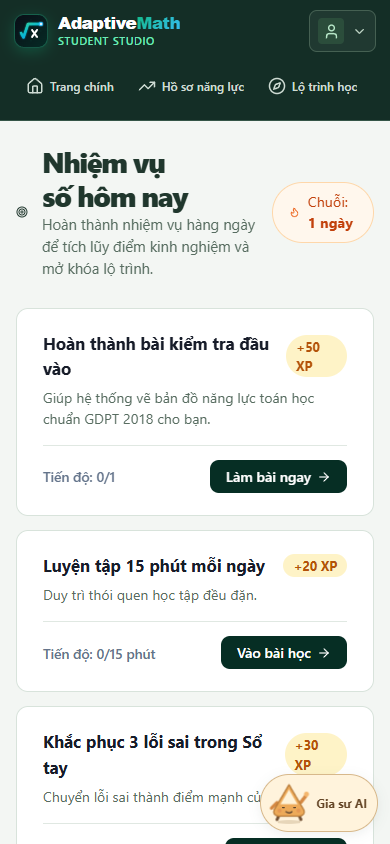 AdaptiveMath
STUDENT STUDIO
Trang chính
Hồ sơ năng lực
Lộ trình học
Nhiệm vụ
số hôm nay
Hoàn thành nhiệm vụ hàng ngày
để tích lũy điểm kinh nghiệm và
mở khóa lộ trình.
Chuỗi:
1 ngày
Hoàn thành bài kiểm tra đầu
vào
+50
XP
Giúp hệ thống vẽ bản đồ năng lực toán học
chuẩn GDPT 2018 cho bạn.
Tiến độ: 0/1
Làm bài ngay →
Luyện tập 15 phút mỗi ngày
+20 XP
Duy trì thói quen học tập đều đặn.
Tiến độ: 0/15 phút
Vào bài học →
Khắc phục 3 lỗi sai trong Sổ
tay
+30
XP
Chuyển lỗi sai thành điểm mạnh
Gia sư AI